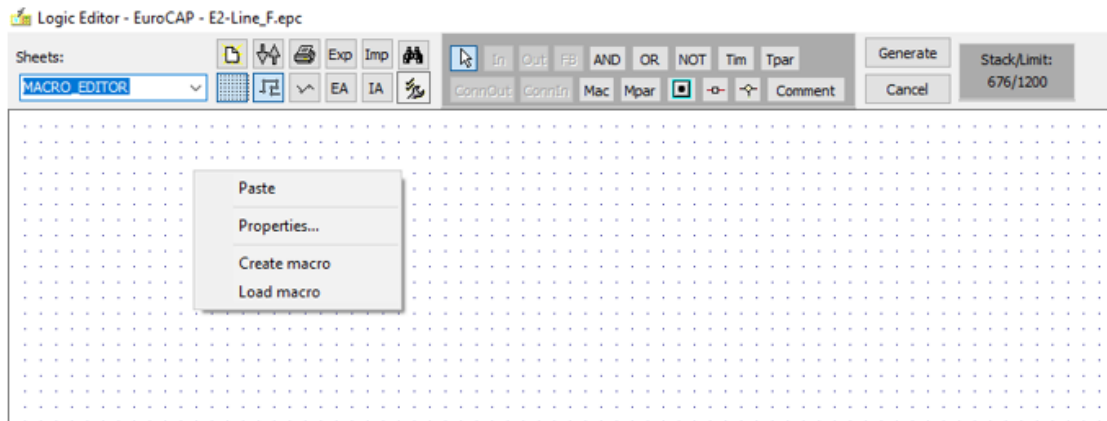 Logic Editor - EuroCAP - E2-Line_F.epc
Sheets:
MACRO_EDITOR
Exp Imp
EA IA
In Out FB AND OR NOT Tim Tpar
ConnOut ConnIn Mac Mpar Comment
Generate
Cancel
Stack/Limit:
676/1200
Paste
Properties...
Create macro
Load macro